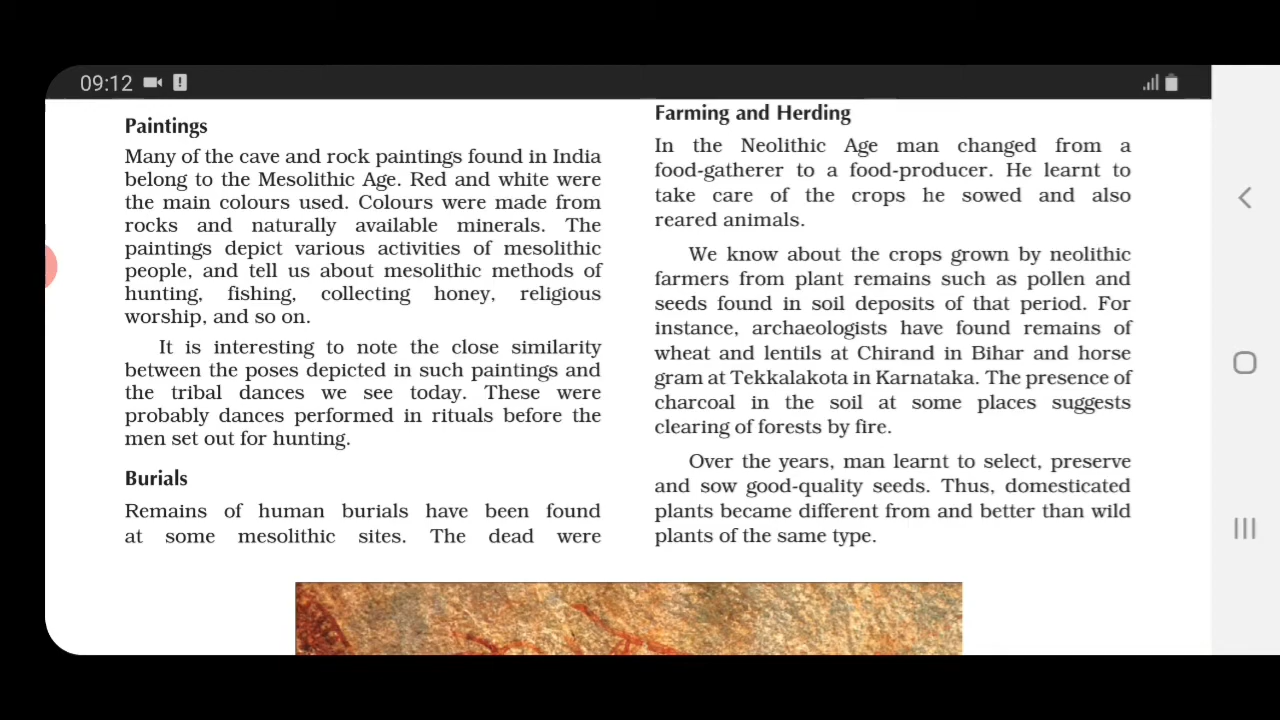 09:12
Paintings
Many of the cave and rock paintings found in India
belong to the Mesolithic Age. Red and white were
the main colours used. Colours were made from
rocks and naturally available minerals. The
paintings depict various activities of mesolithic
people, and tell us about mesolithic methods of
hunting, fishing, collecting honey, religious
worship, and so on.
It is interesting to note the close similarity
between the poses depicted in such paintings and
the tribal dances we see today. These were
probably dances performed in rituals before the
men set out for hunting.
Burials
Remains of human burials have been found
at some mesolithic sites. The dead were
Farming and Herding
In the Neolithic Age man changed from a
food-gatherer to a food-producer. He learnt to
take care of the crops he sowed and also
reared animals.
We know about the crops grown by neolithic
farmers from plant remains such as pollen and
seeds found in soil deposits of that period. For
instance, archaeologists have found remains of
wheat and lentils at Chirand in Bihar and horse
gram at Tekkalakota in Karnataka. The presence of
charcoal in the soil at some places suggests
clearing of forests by fire.
Over the years, man learnt to select, preserve
and sow good-quality seeds. Thus, domesticated
plants became different from and better than wild
plants of the same type.